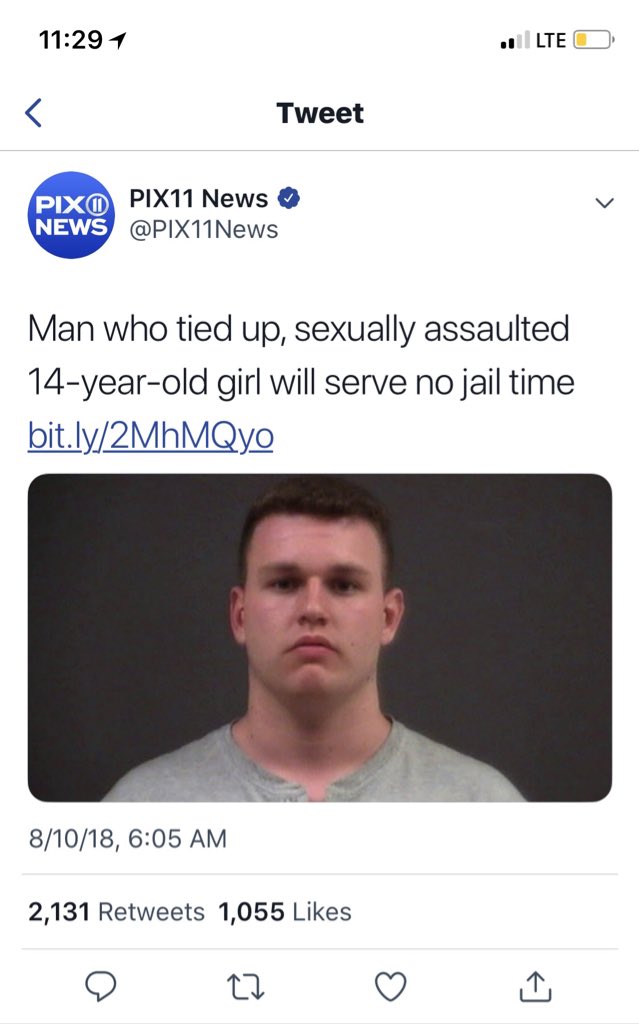 11:29
LTE
Tweet
PIX11 NEWS
PIX11 News
@PIX11News
Man who tied up, sexually assaulted
14-year-old girl will serve no jail time
bit.ly/2MhMQyo
8/10/18, 6:05 AM
2,131 Retweets 1,055 Likes